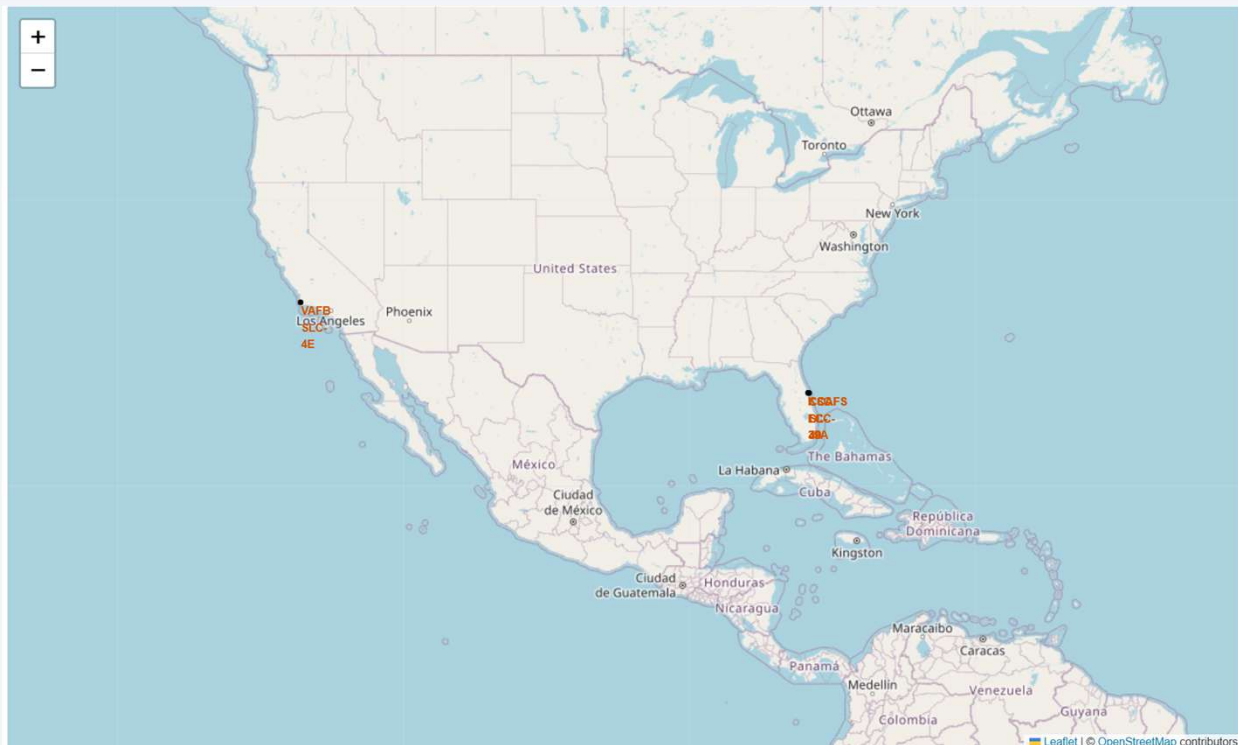 +
−
Ottawa
Toronto
New York
Washington
United States
VAFB
Los Angeles
SLC-
4E
Phoenix
The Bahamas
La Habana
México
Cuba
Ciudad
de México
República
Dominicana
Kingston
Ciudad
de Guatemala
Honduras
Nicaragua
Maracaibo
Caracas
Panamá
Medellín
Venezuela
Guyana
Colombia
Leaflet | © OpenStreetMap contributors